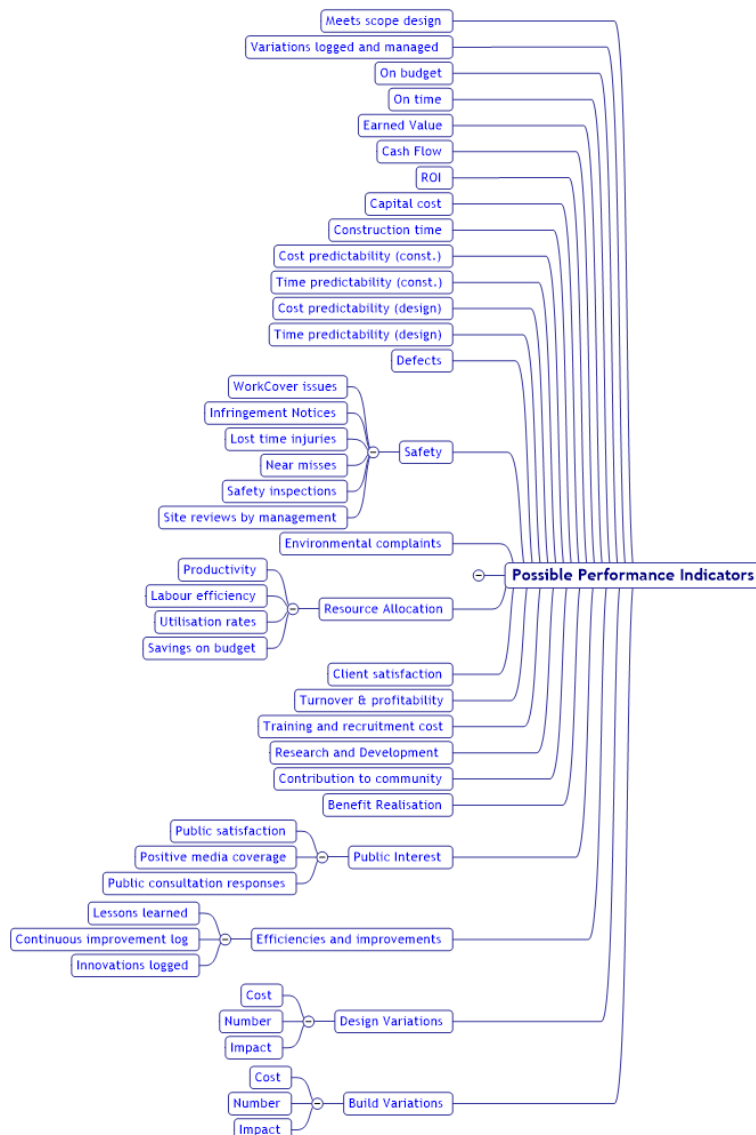 Meets scope design
Variations logged and managed
On budget
On time
Earned Value
Cash Flow
ROI
Capital cost
Construction time
Cost predictability (const.)
Time predictability (const.)
Cost predictability (design)
Time predictability (design)
Defects
WorkCover issues
Infringement Notices
Lost time injuries
Near misses
Safety inspections
Site reviews by management
Safety
Environmental complaints
Possible Performance Indicators
Productivity
Labour efficiency
Utilisation rates
Savings on budget
Resource Allocation
Client satisfaction
Turnover & profitability
Training and recruitment cost
Research and Development
Contribution to community
Benefit Realisation
Public satisfaction
Positive media coverage
Public consultation responses
Public Interest
Lessons learned
Continuous improvement log
Innovations logged
Efficiencies and improvements
Cost
Number
Impact
Design Variations
Cost
Number
Impact
Build Variations